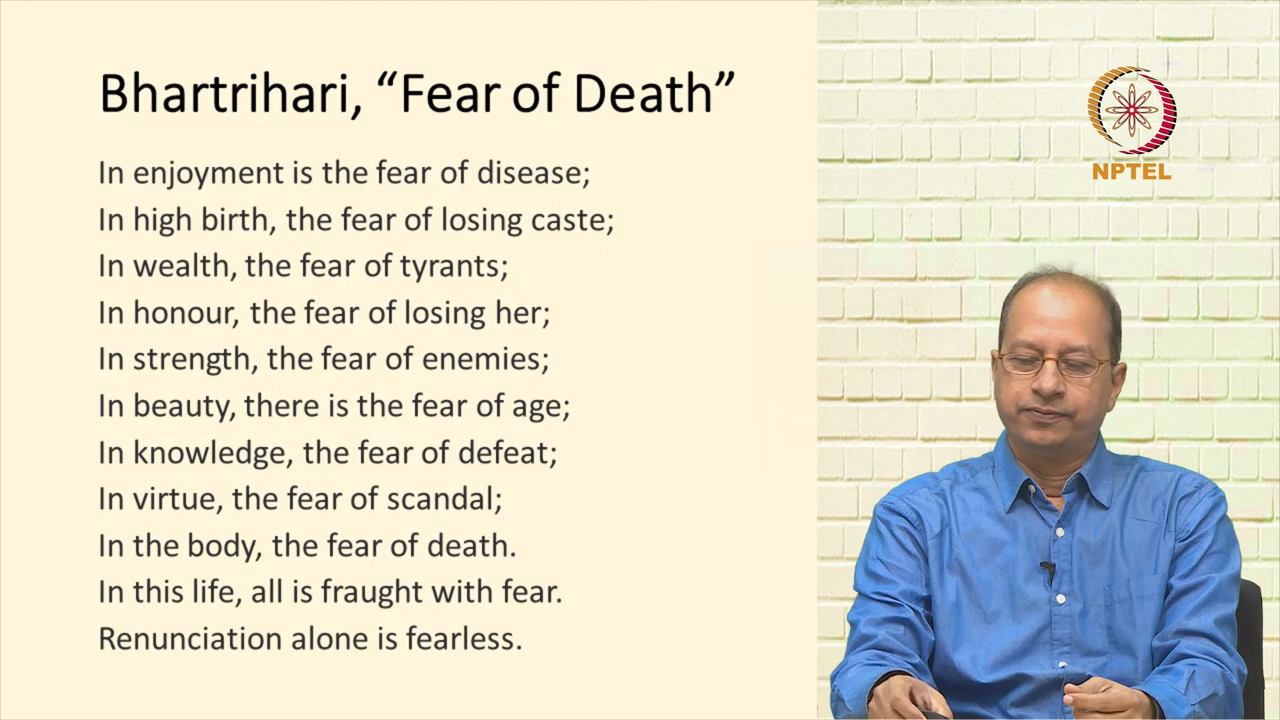 Bhartrihari, “Fear of Death”
In enjoyment is the fear of disease;
In high birth, the fear of losing caste;
In wealth, the fear of tyrants;
In honour, the fear of losing her;
In strength, the fear of enemies;
In beauty, there is the fear of age;
In knowledge, the fear of defeat;
In virtue, the fear of scandal;
In the body, the fear of death.
In this life, all is fraught with fear.
Renunciation alone is fearless.
NPTEL